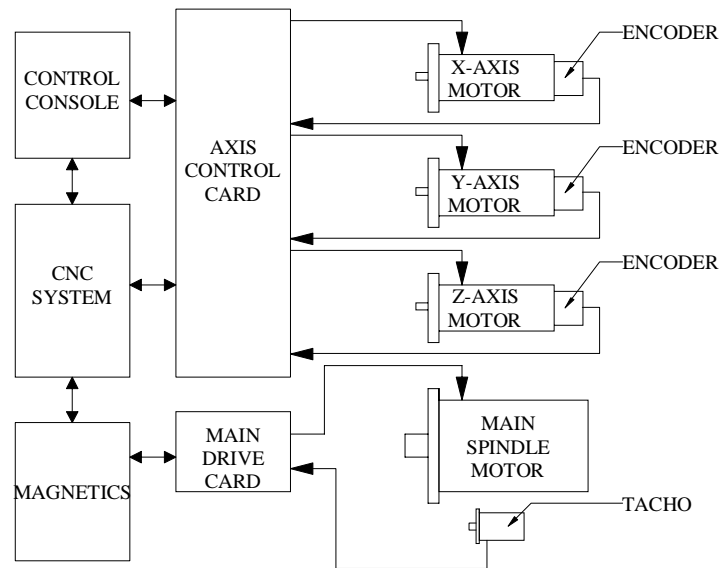 ENCODER
CONTROL
CONSOLE
X-AXIS
MOTOR
AXIS
CONTROL
CARD
ENCODER
Y-AXIS
MOTOR
CNC
SYSTEM
ENCODER
Z-AXIS
MOTOR
MAIN
DRIVE
CARD
MAIN
SPINDLE
MOTOR
MAGNETICS
TACHO